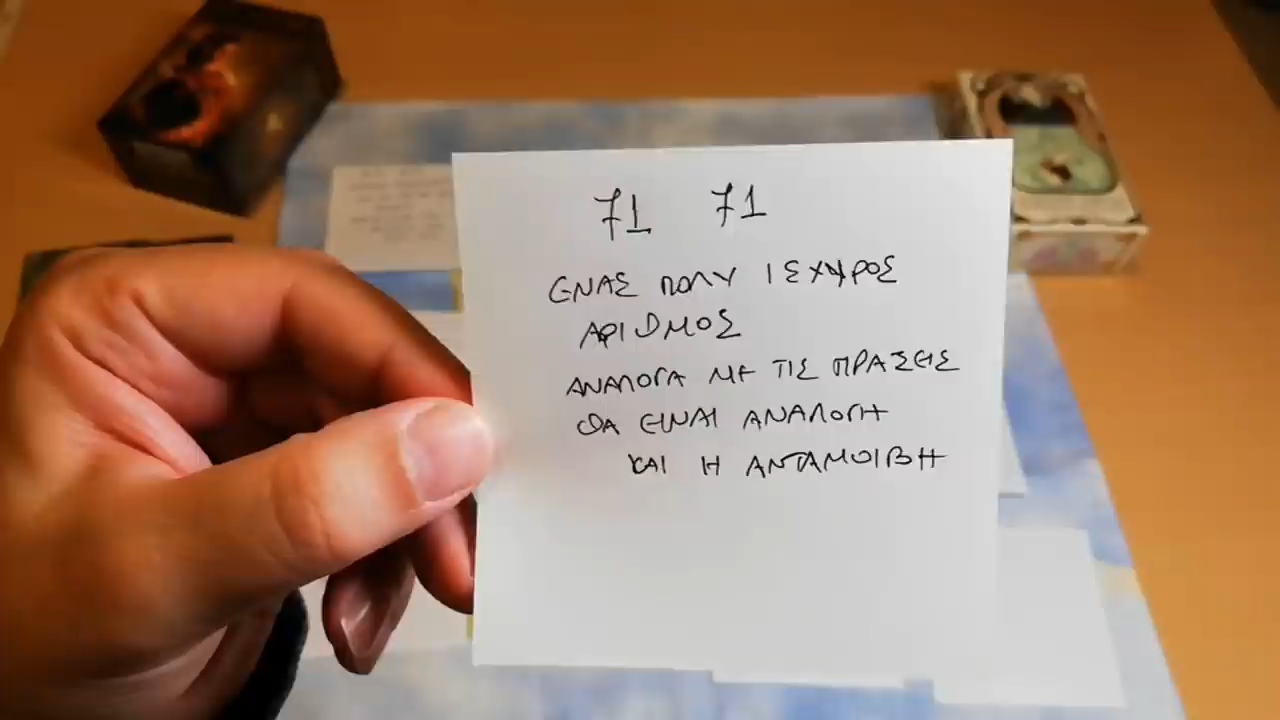 71 71
ΕΝΑΣ ΠΟΛΥ ΙΣΧΥΡΟΣ
ΑΡΙΘΜΟΣ
ΑΝΑΛΟΓΑ ΜΕ ΤΙΣ ΠΡΑΞΕΙΣ
ΘΑ ΕΙΝΑΙ ΑΝΑΛΟΓΗ
ΚΑΙ Η ΑΝΤΑΜΟΙΒΗ